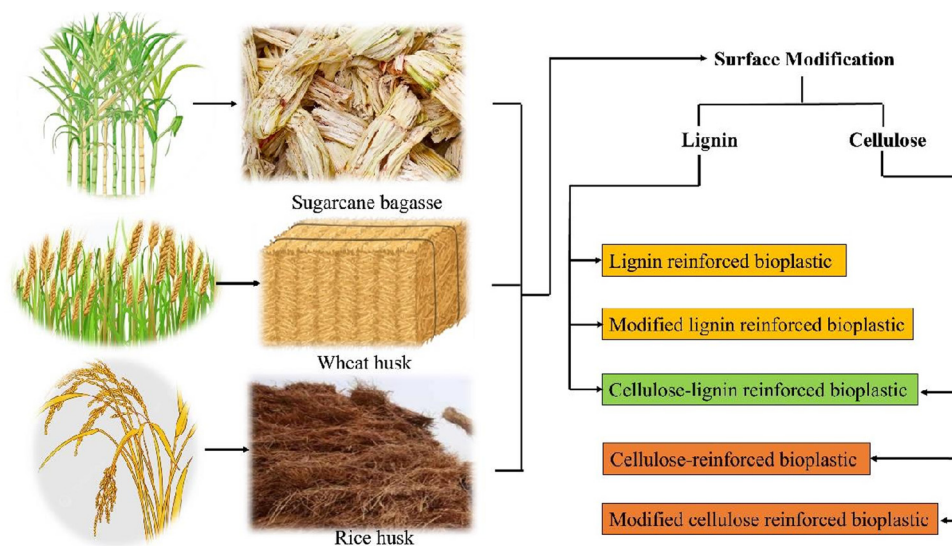 Surface Modification
Lignin
Cellulose
Sugarcane bagasse
Lignin reinforced bioplastic
Modified lignin reinforced bioplastic
Wheat husk
Cellulose-lignin reinforced bioplastic
Cellulose-reinforced bioplastic
Modified cellulose reinforced bioplastic
Rice husk